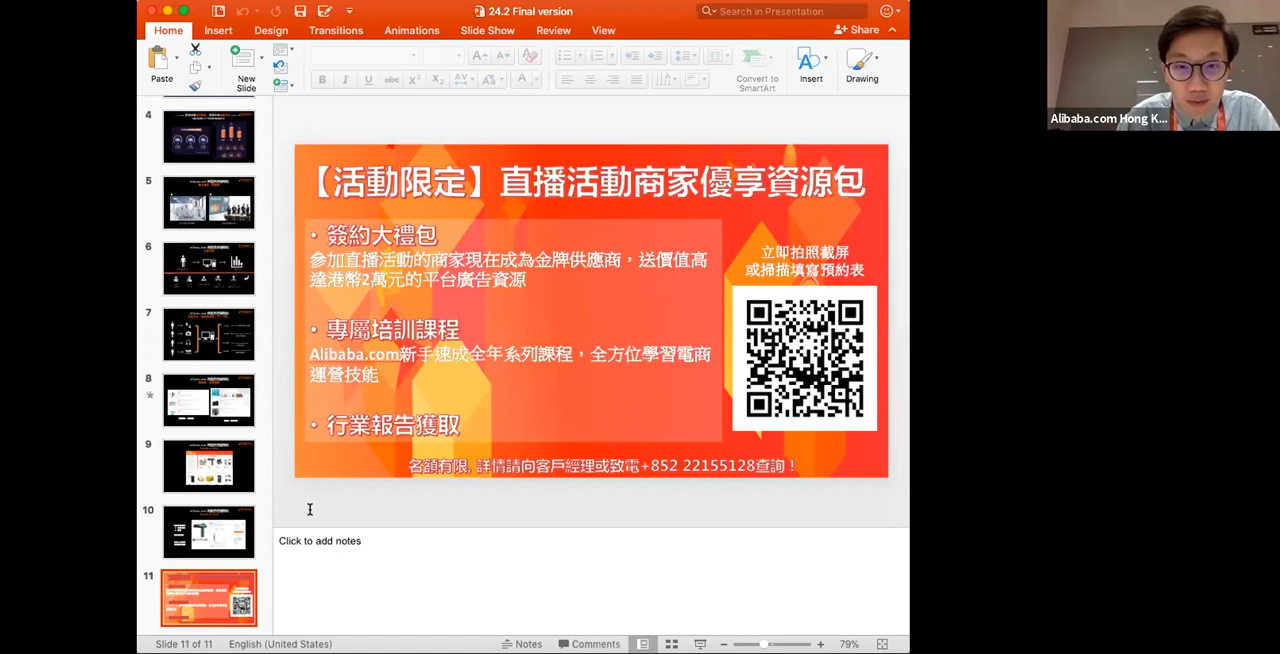 24.2 Final version
Search in Presentation
Home
Insert
Design
Transitions
Animations
Slide Show
Review
View
Share
Paste
New
Slide
Convert to
SmartArt
Insert
Drawing
4
5
6
7
8
9
10
11
【活動限定】直播活動商家優享資源包
• 簽約大禮包
參加直播活動的商家現在成為金牌供應商，送價值高
達港幣2萬元的平台廣告資源
• 專屬培訓課程
Alibaba.com新手速成全年系列課程，全方位學習電商
運營技能
• 行業報告獲取
立即拍照截屏
或掃描填寫預約表
名額有限, 詳情請向客戶經理或致電+852 22155128查詢！
Click to add notes
Slide 11 of 11
English (United States)
Notes
Comments
79%
Alibaba.com Hong K...